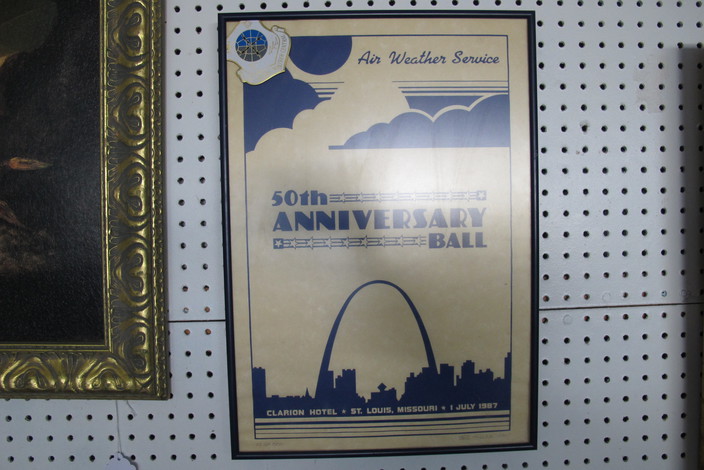 Air Weather Service
50th
ANNIVERSARY
BALL
CLARION HOTEL ★ ST. LOUIS, MISSOURI ★ 1 JULY 1987